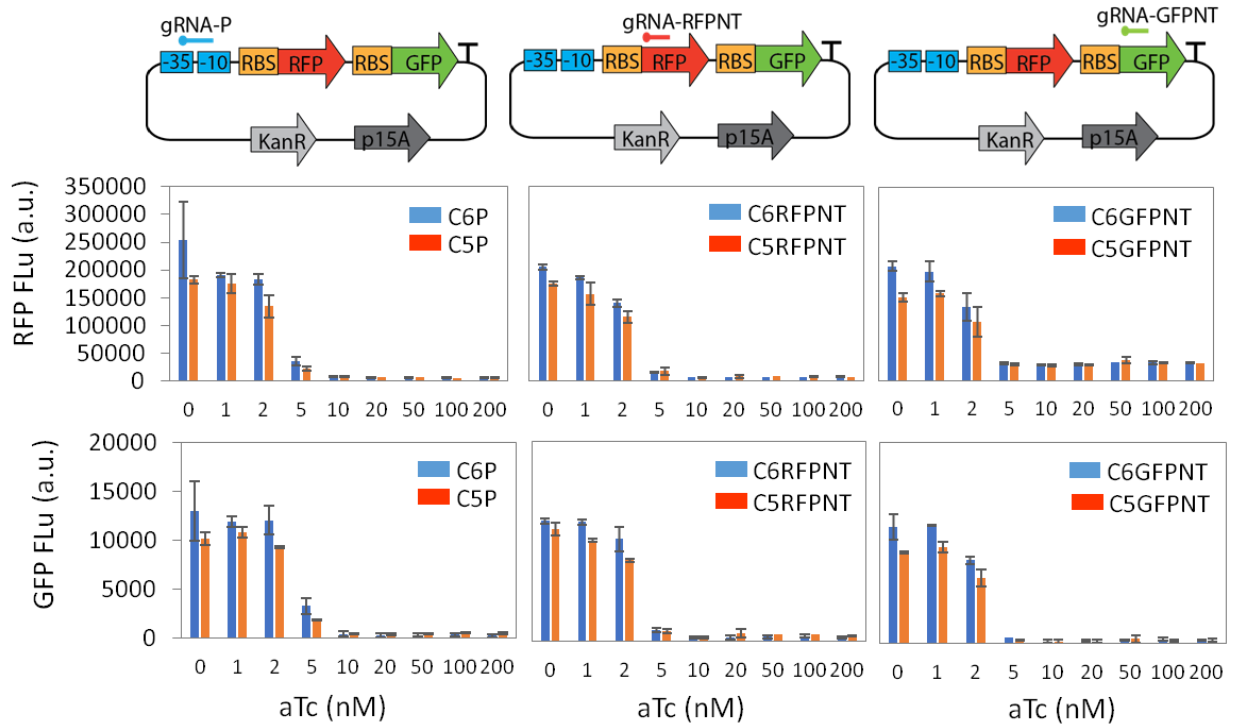 gRNA-P
-35 -10 RBS RFP RBS GFP T
KanR p15A
gRNA-RFPNT
-35 -10 RBS RFP RBS GFP T
KanR p15A
gRNA-GFPNT
-35 -10 RBS RFP RBS GFP T
KanR p15A
RFP FLu (a.u.)
350000
300000
250000
200000
150000
100000
50000
0
C6P
C5P
0 1 2 5 10 20 50 100 200
C6RFPNT
C5RFPNT
0 1 2 5 10 20 50 100 200
C6GFPNT
C5GFPNT
0 1 2 5 10 20 50 100 200
GFP FLu (a.u.)
20000
15000
10000
5000
0
C6P
C5P
0 1 2 5 10 20 50 100 200
aTc (nM)
C6RFPNT
C5RFPNT
0 1 2 5 10 20 50 100 200
aTc (nM)
C6GFPNT
C5GFPNT
0 1 2 5 10 20 50 100 200
aTc (nM)